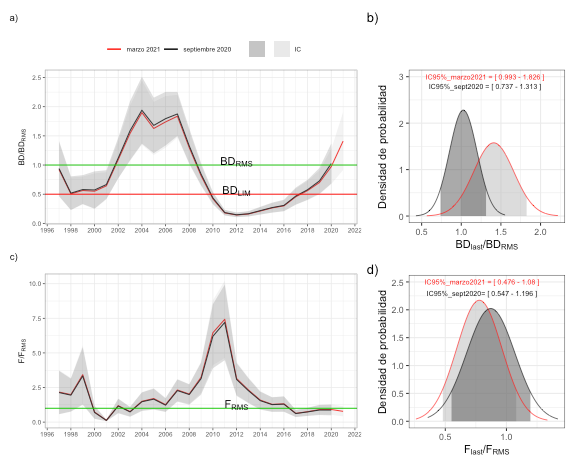 a)
b)
marzo 2021
septiembre 2020
IC
BD/BDRMS
2.5
2.0
1.5
1.0
0.5
0.0
BDRMS
BDLIM
1996 1998 2000 2002 2004 2006 2008 2010 2012 2014 2016 2018 2020 2022
IC95%_marzo2021 = [ 0.993 - 1.826 ]
IC95%_sept2020 = [ 0.737 - 1.313 ]
Densidad de probabilidad
3
2
1
0
0.5 1.0 1.5 2.0
BDlast/BDRMS
c)
d)
F/FRMS
10.0
7.5
5.0
2.5
0.0
FRMS
1996 1998 2000 2002 2004 2006 2008 2010 2012 2014 2016 2018 2020 2022
IC95%_marzo2021 = [ 0.476 - 1.08 ]
IC95%_sept2020= [ 0.547 - 1.196 ]
Densidad de probabilidad
2.5
2.0
1.5
1.0
0.5
0.0
0.5 1.0
Flast/FRMS